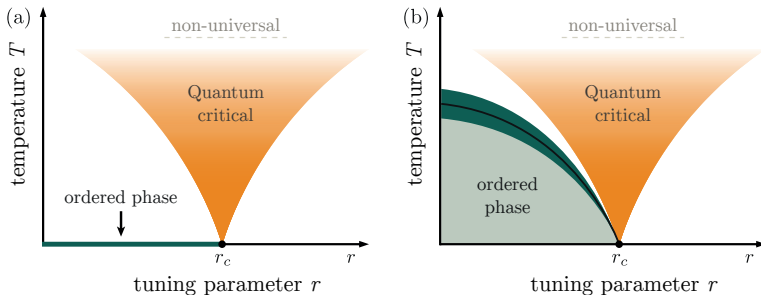 (a)
non-universal
Quantum
critical
ordered phase
temperature T
r_c
r
tuning parameter r
(b)
non-universal
Quantum
critical
ordered
phase
temperature T
r_c
r
tuning parameter r